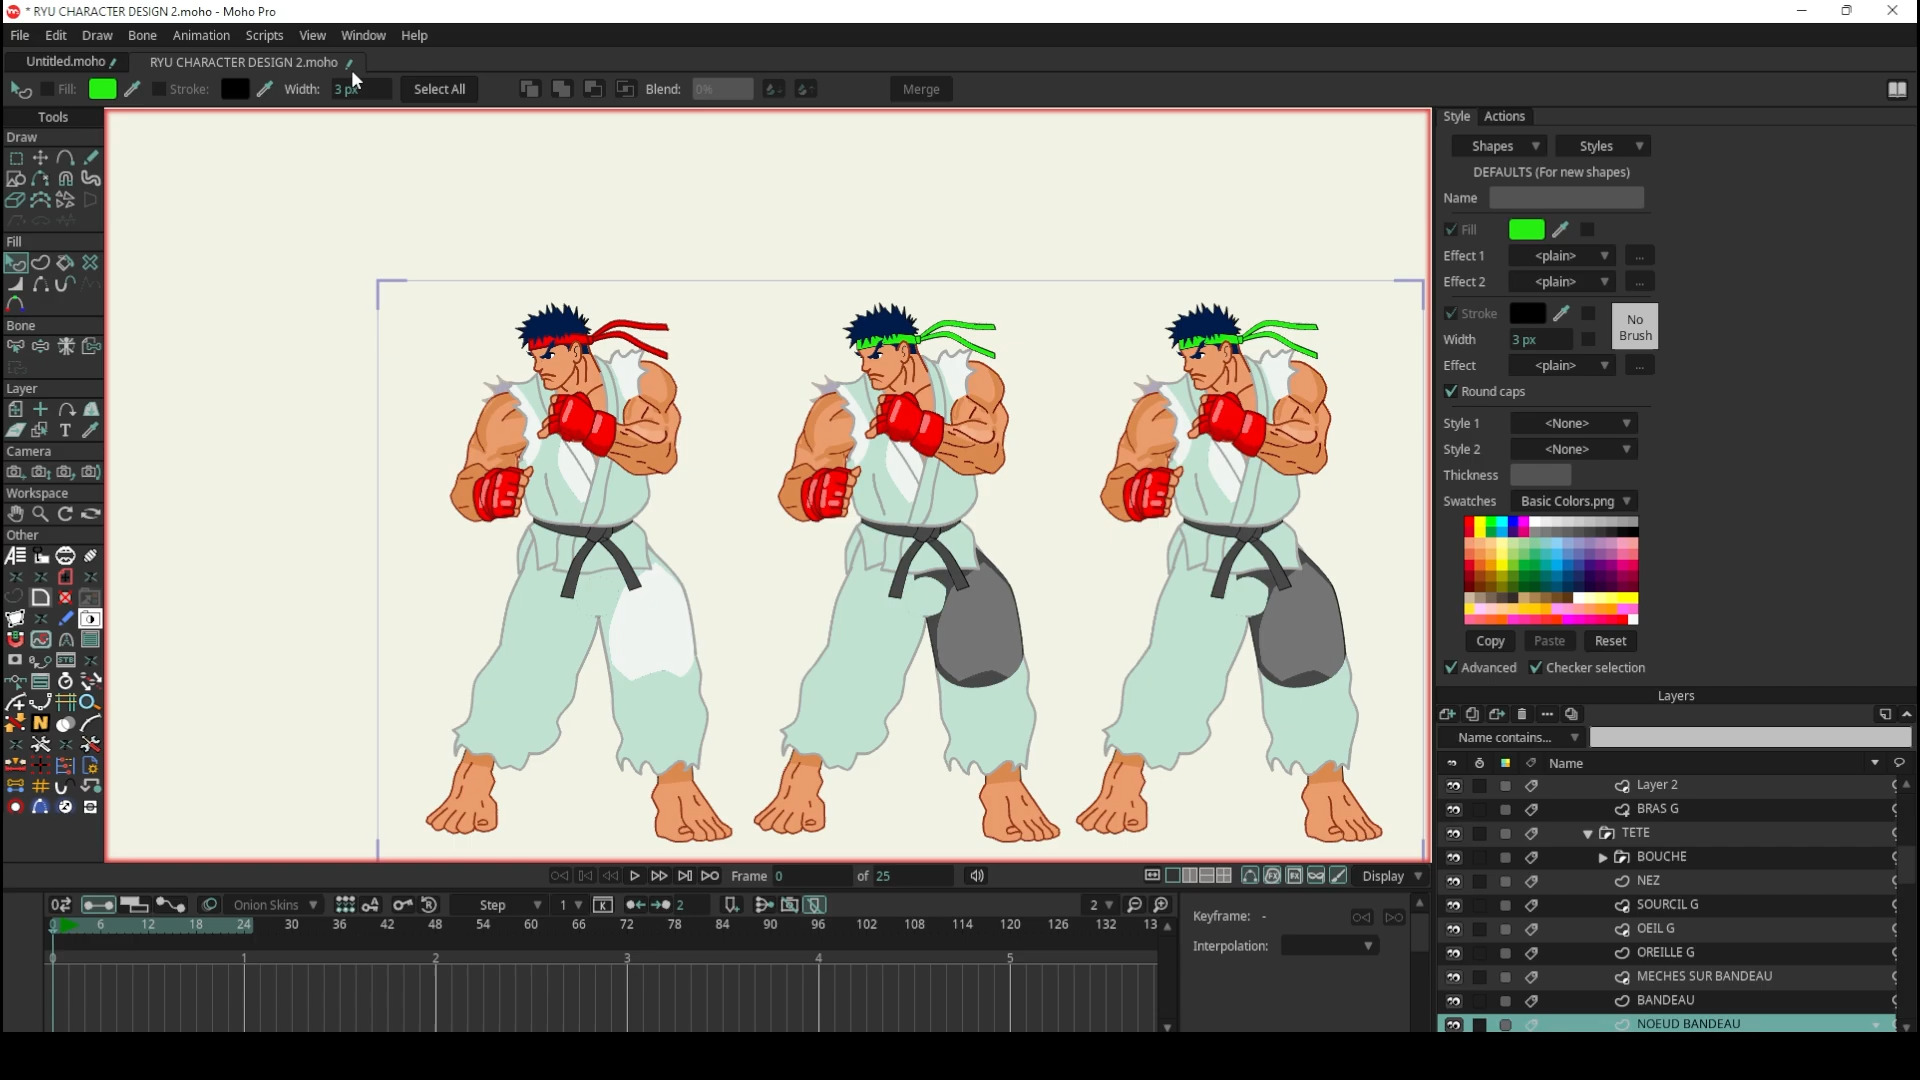 * RYU CHARACTER DESIGN 2.moho - Moho Pro
File Edit Draw Bone Animation Scripts View Window Help
Untitled.moho RYU CHARACTER DESIGN 2.moho
Fill: Stroke: Width: 3 px Select All Blend: 0% Merge
Tools
Draw
Fill
Bone
Layer
Camera
Workspace
Other
Style Actions
Shapes Styles
DEFAULTS (For new shapes)
Name
Fill
Effect 1 <plain> ...
Effect 2 <plain> ...
Stroke
No Brush
Width 3 px
Effect <plain> ...
Round caps
Style 1 <None>
Style 2 <None>
Thickness
Swatches Basic Colors.png
Copy Paste Reset
Advanced Checker selection
Layers
Name contains...
Name
Layer 2
BRAS G
TETE
BOUCHE
NEZ
SOURCIL G
OEIL G
OREILLE G
MECHES SUR BANDEAU
BANDEAU
NOEUD BANDEAU
Frame 0 of 25 Display
Onion Skins Step 1 2 2
0 6 12 18 24 30 36 42 48 54 60 66 72 78 84 90 96 102 108 114 120 126 132 13
0 1 2 3 4 5
Keyframe: -
Interpolation: